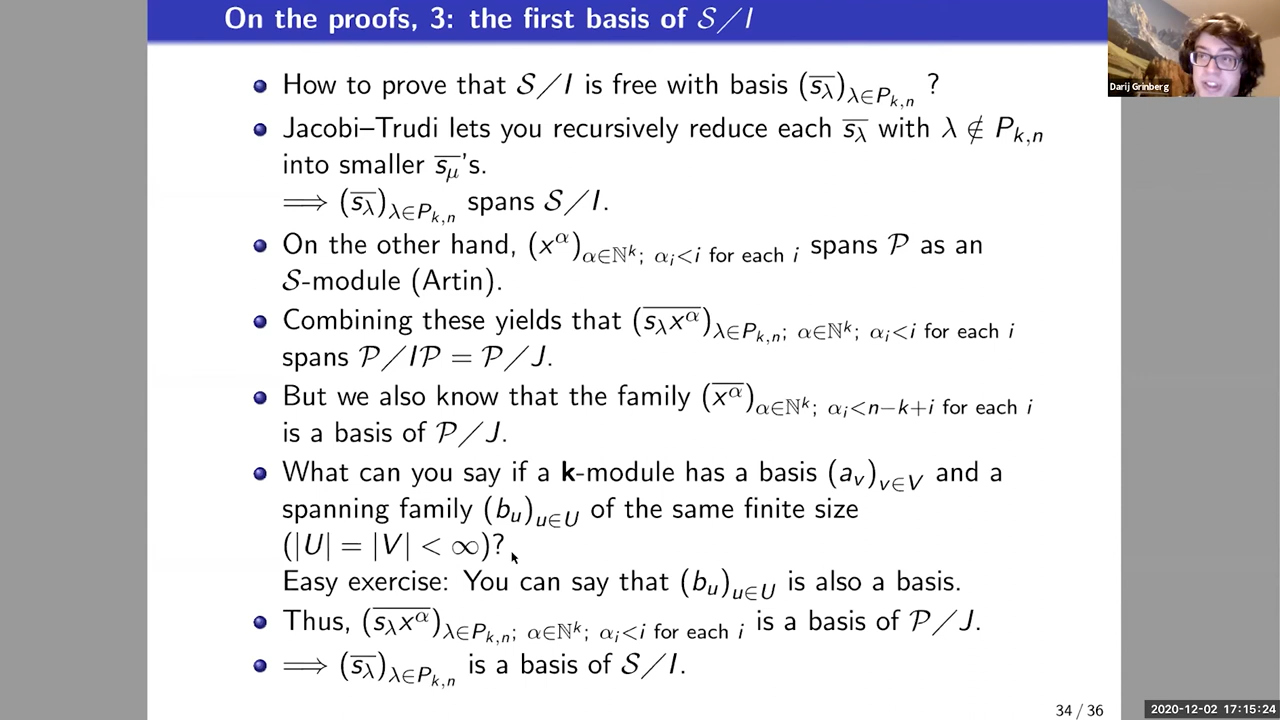 On the proofs, 3: the first basis of 𝒮/I
Darij Grinberg
How to prove that 𝒮/I is free with basis (s̅_λ)_{λ∈P_{k,n}} ?
Jacobi–Trudi lets you recursively reduce each s̅_λ with λ ∉ P_{k,n}
into smaller s̅_μ's.
⟹ (s̅_λ)_{λ∈P_{k,n}} spans 𝒮/I.
On the other hand, (x^α)_{α∈ℕ^k; α_i<i for each i} spans 𝒫 as an
𝒮-module (Artin).
Combining these yields that (\overline{s_λ x^α})_{λ∈P_{k,n}; α∈ℕ^k; α_i<i for each i}
spans 𝒫/I𝒫 = 𝒫/J.
But we also know that the family (\overline{x^α})_{α∈ℕ^k; α_i<n−k+i for each i}
is a basis of 𝒫/J.
What can you say if a 𝐤-module has a basis (a_v)_{v∈V} and a
spanning family (b_u)_{u∈U} of the same finite size
(|U| = |V| < ∞)?
Easy exercise: You can say that (b_u)_{u∈U} is also a basis.
Thus, (\overline{s_λ x^α})_{λ∈P_{k,n}; α∈ℕ^k; α_i<i for each i} is a basis of 𝒫/J.
⟹ (s̅_λ)_{λ∈P_{k,n}} is a basis of 𝒮/I.
34 / 36
2020-12-02 17:15:24